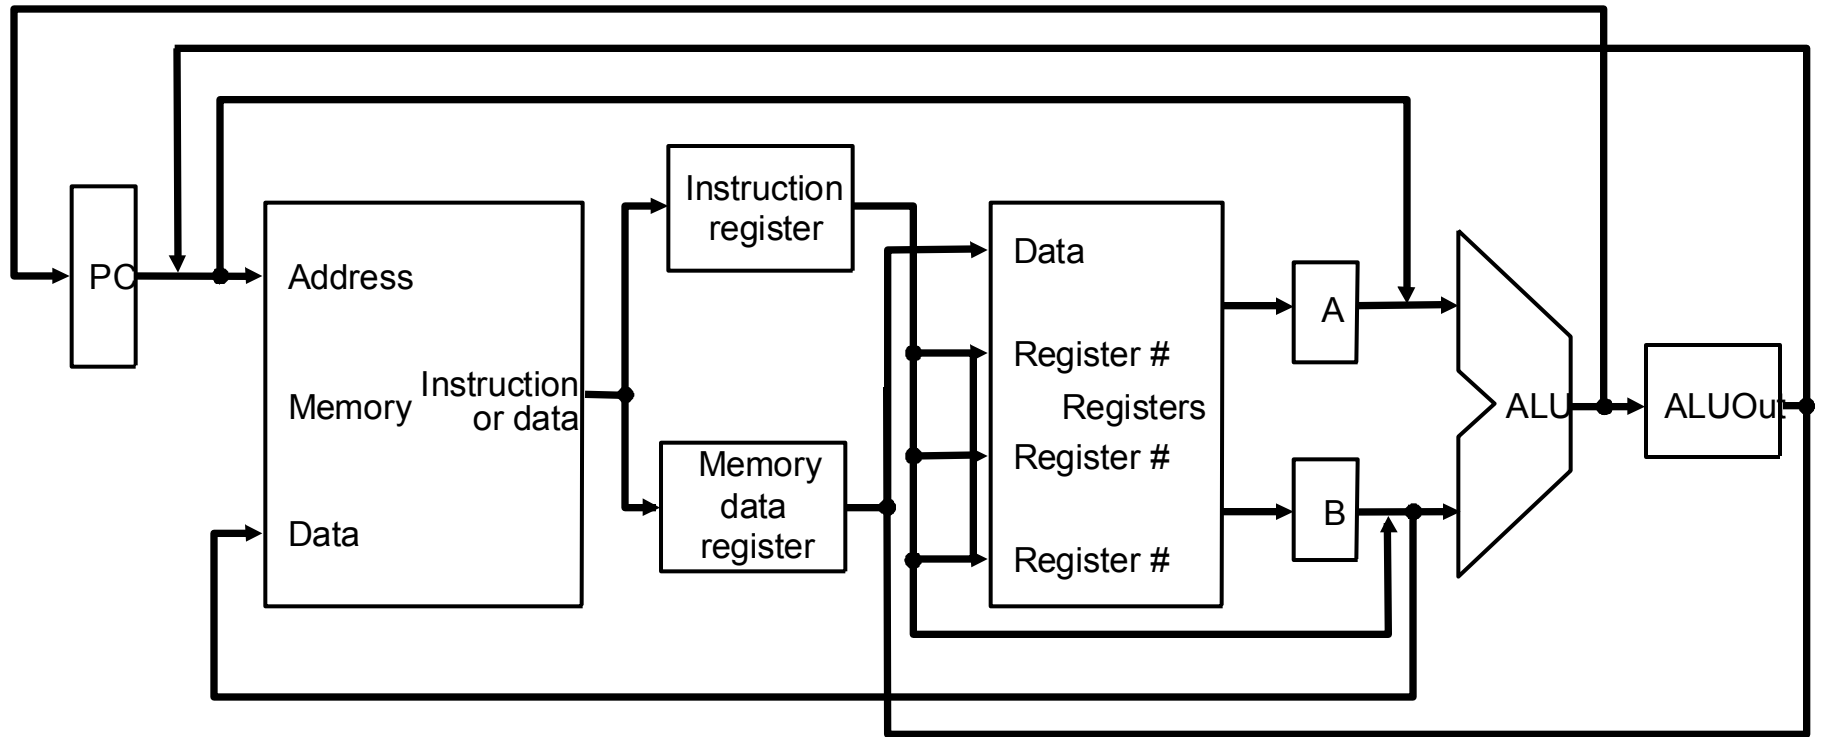 PC
Address
Memory
Instruction
or data
Data
Instruction
register
Memory
data
register
Data
Register #
Registers
Register #
Register #
A
B
ALU
ALUOut